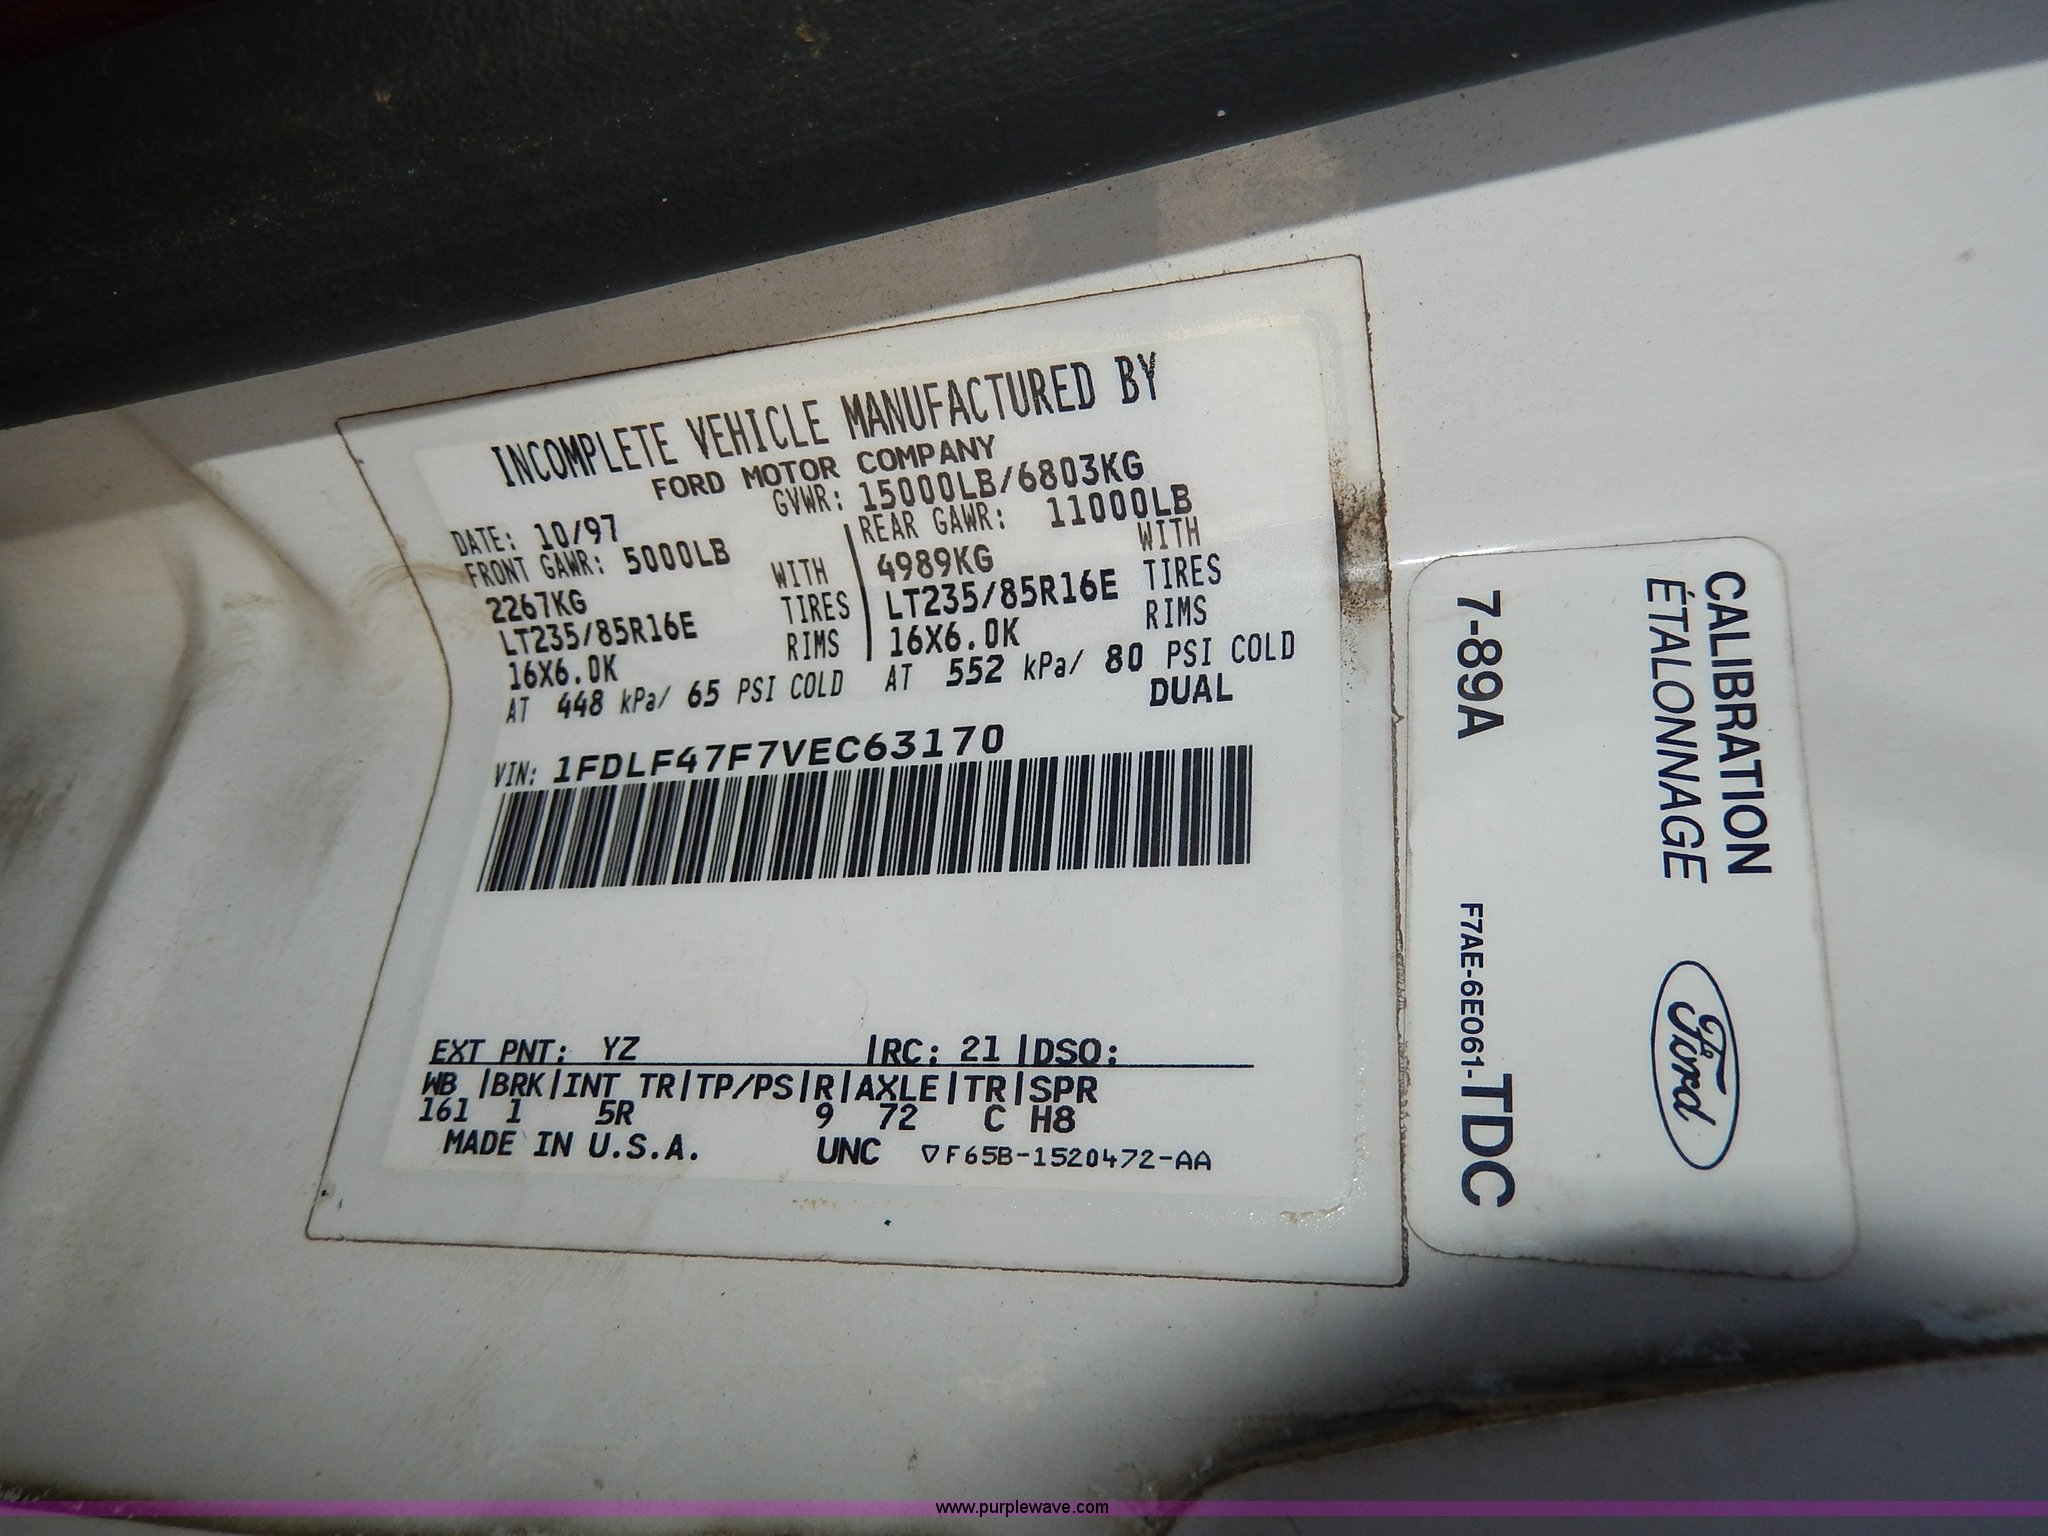 INCOMPLETE VEHICLE MANUFACTURED BY
FORD MOTOR COMPANY
GVWR: 15000LB/6803KG
DATE: 10/97
FRONT GAWR: 5000LB
2267KG WITH
LT235/85R16E TIRES
16X6.0K RIMS
AT 448 kPa/ 65 PSI COLD
REAR GAWR: 11000LB
4989KG WITH
LT235/85R16E TIRES
16X6.0K RIMS
AT 552 kPa/ 80 PSI COLD
DUAL
VIN: 1FDLF47F7VEC63170
EXT PNT: YZ |RC: 21 |DSO:
WB |BRK|INT TR|TP/PS|R|AXLE|TR|SPR
161 1 5R 9 72 C H8
MADE IN U.S.A. UNC ▽F65B-1520472-AA
CALIBRATION
ÉTALONNAGE
Ford
7-89A
F7AE-6E061-TDC
www.purplewave.com